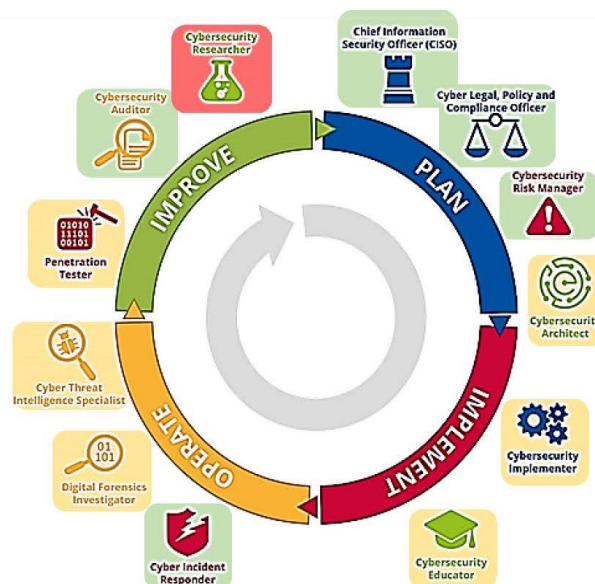 Chief Information
Security Officer (CISO)
Cyber Legal, Policy and
Compliance Officer
Cybersecurity
Risk Manager
Cybersecurity
Architect
Cybersecurity
Implementer
Cybersecurity
Educator
Cyber Incident
Responder
01
101
Digital Forensics
Investigator
Cyber Threat
Intelligence Specialist
01010
11101
00101
Penetration
Tester
Cybersecurity
Auditor
Cybersecurity
Researcher
PLAN
IMPLEMENT
OPERATE
IMPROVE